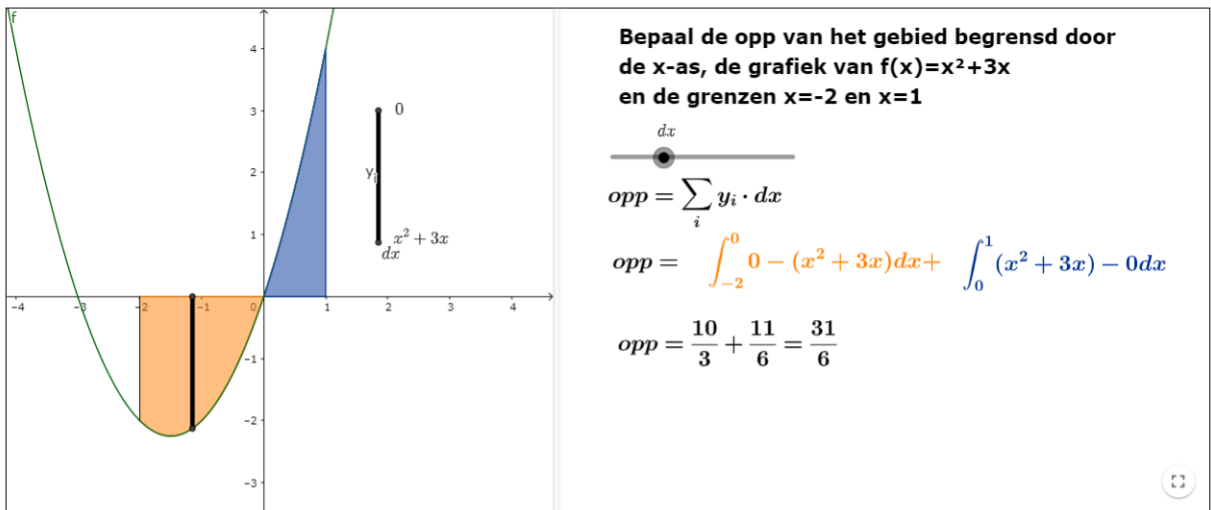 f
4
3
2
1
-1
-2
-3
-4
-3
-2
-1
0
1
2
3
4
0
yᵢ
x² + 3x
dx
Bepaal de opp van het gebied begrensd door
de x-as, de grafiek van f(x)=x²+3x
en de grenzen x=-2 en x=1
dx
opp = ∑ᵢ yᵢ · dx
opp = ∫₋₂⁰ 0 − (x² + 3x)dx+ ∫₀¹ (x² + 3x) − 0dx
opp = 10/3 + 11/6 = 31/6